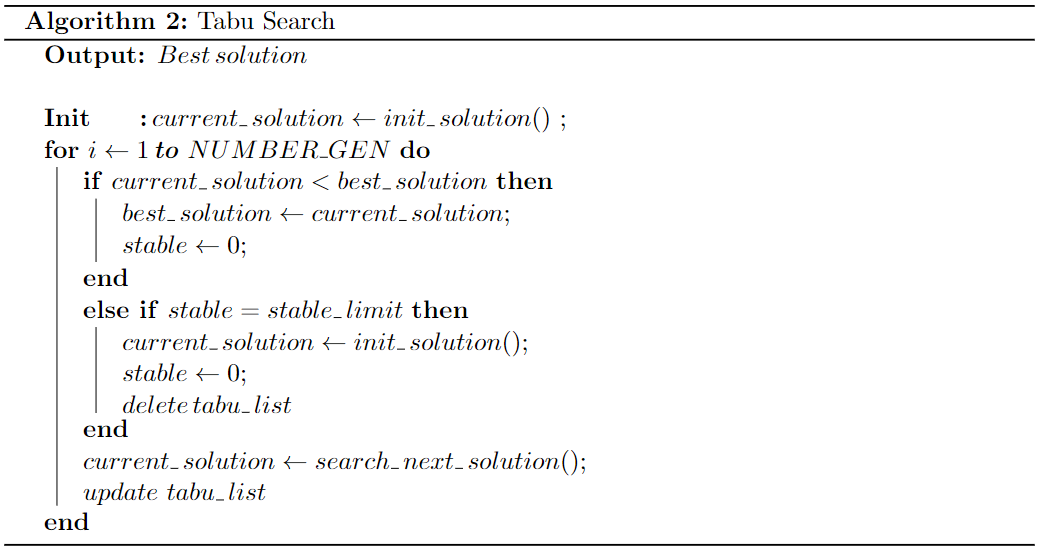 Algorithm 2: Tabu Search
Output: Best solution
Init : current_solution ← init_solution() ;
for i ← 1 to NUMBER_GEN do
if current_solution < best_solution then
best_solution ← current_solution;
stable ← 0;
end
else if stable = stable_limit then
current_solution ← init_solution();
stable ← 0;
delete tabu_list
end
current_solution ← search_next_solution();
update tabu_list
end